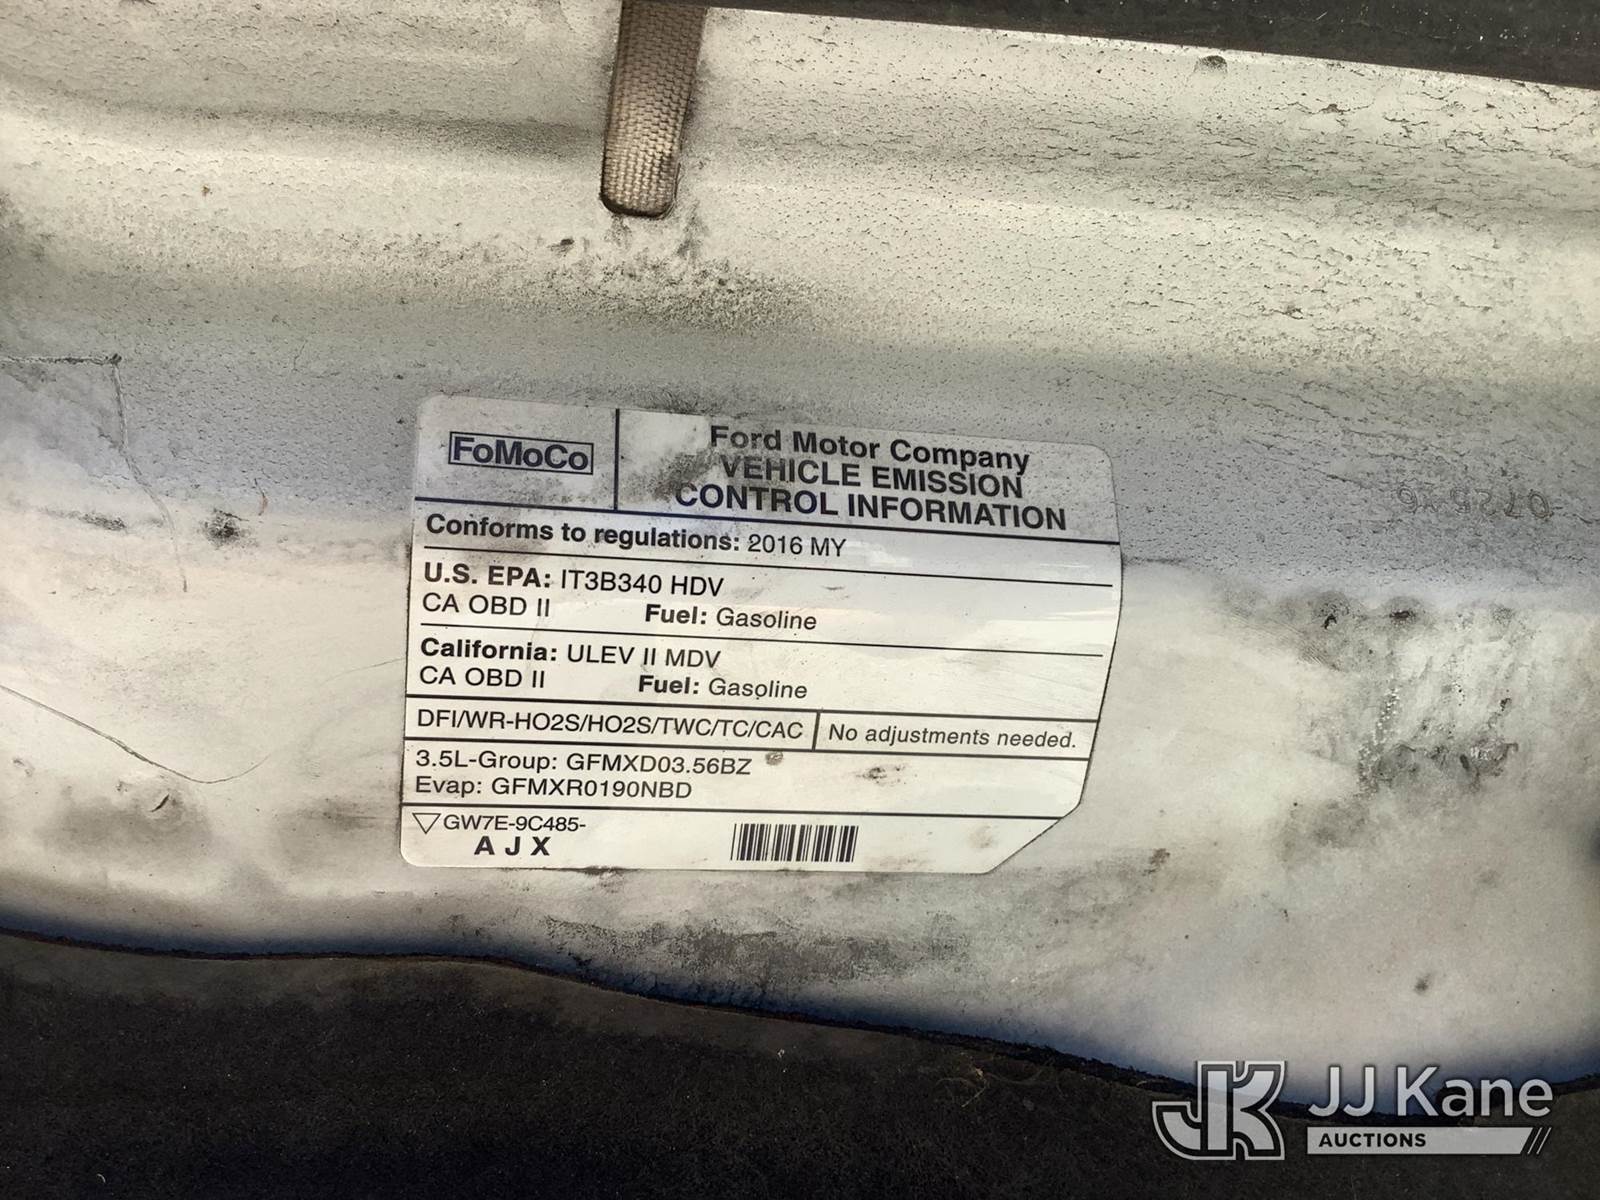 FoMoCo
Ford Motor Company
VEHICLE EMISSION
CONTROL INFORMATION
Conforms to regulations: 2016 MY
U.S. EPA: IT3B340 HDV
CA OBD II Fuel: Gasoline
California: ULEV II MDV
CA OBD II Fuel: Gasoline
DFI/WR-HO2S/HO2S/TWC/TC/CAC No adjustments needed.
3.5L-Group: GFMXD03.56BZ
Evap: GFMXR0190NBD
GW7E-9C485-
A J X
JK JJ Kane
AUCTIONS